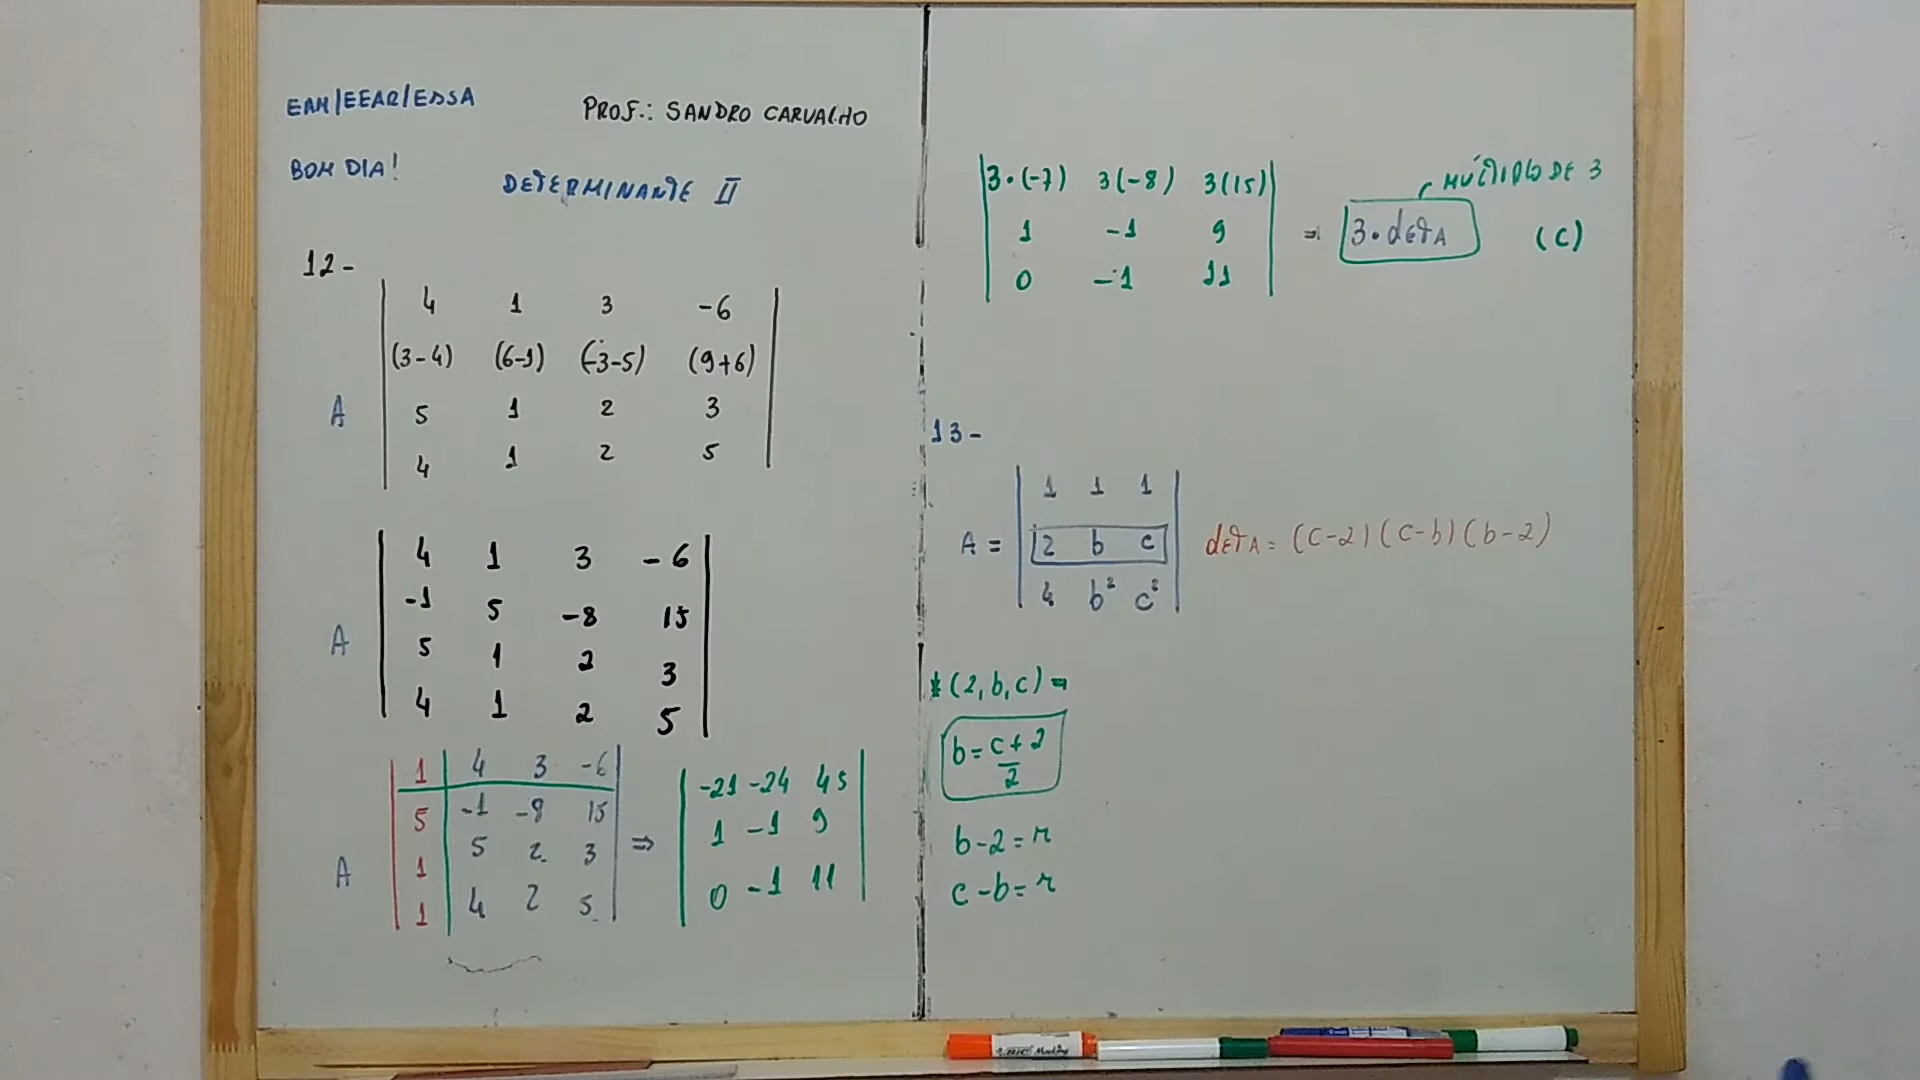 EAM/EEAR/ESSA
PROF.: SANDRO CARVALHO
BOM DIA!
DETERMINANTE II
12-
4 1 3 -6
(3-4) (6-1) (-3-5) (9+6)
A
5 1 2 3
4 1 2 5
4 1 3 -6
-1 5 -8 15
A
5 1 2 3
4 1 2 5
1 4 3 -6
5 -1 -8 15
1 5 2 3
A
1 4 2 5
⇒
-21 -24 45
1 -1 9
0 -1 11
3·(-7) 3(-8) 3(15)
1 -1 9
0 -1 11
⇒ 3·detA
MÚLTIPLO DE 3
(C)
13-
1 1 1
A = 2 b c
4 b² c²
detA = (c-2)(c-b)(b-2)
*(2,b,c)⇒
b = c+2
2
b-2=r
c-b=r